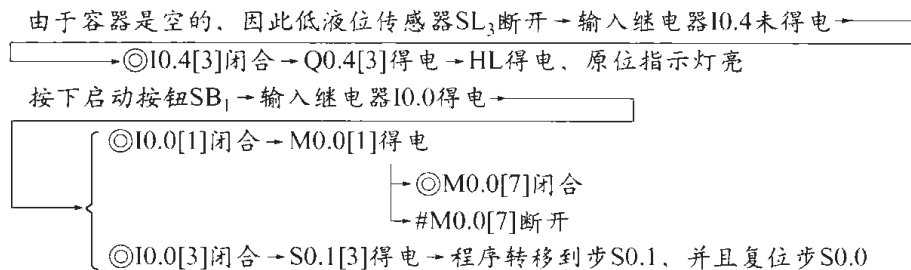 由于容器是空的、因此低液位传感器SL₃断开→输入继电器I0.4未得电→
→◎I0.4[3]闭合→Q0.4[3]得电→HL得电、原位指示灯亮
按下启动按钮SB₁→输入继电器I0.0得电→
◎I0.0[1]闭合→M0.0[1]得电
→◎M0.0[7]闭合
→#M0.0[7]断开
◎I0.0[3]闭合→S0.1[3]得电→程序转移到步S0.1、并且复位步S0.0